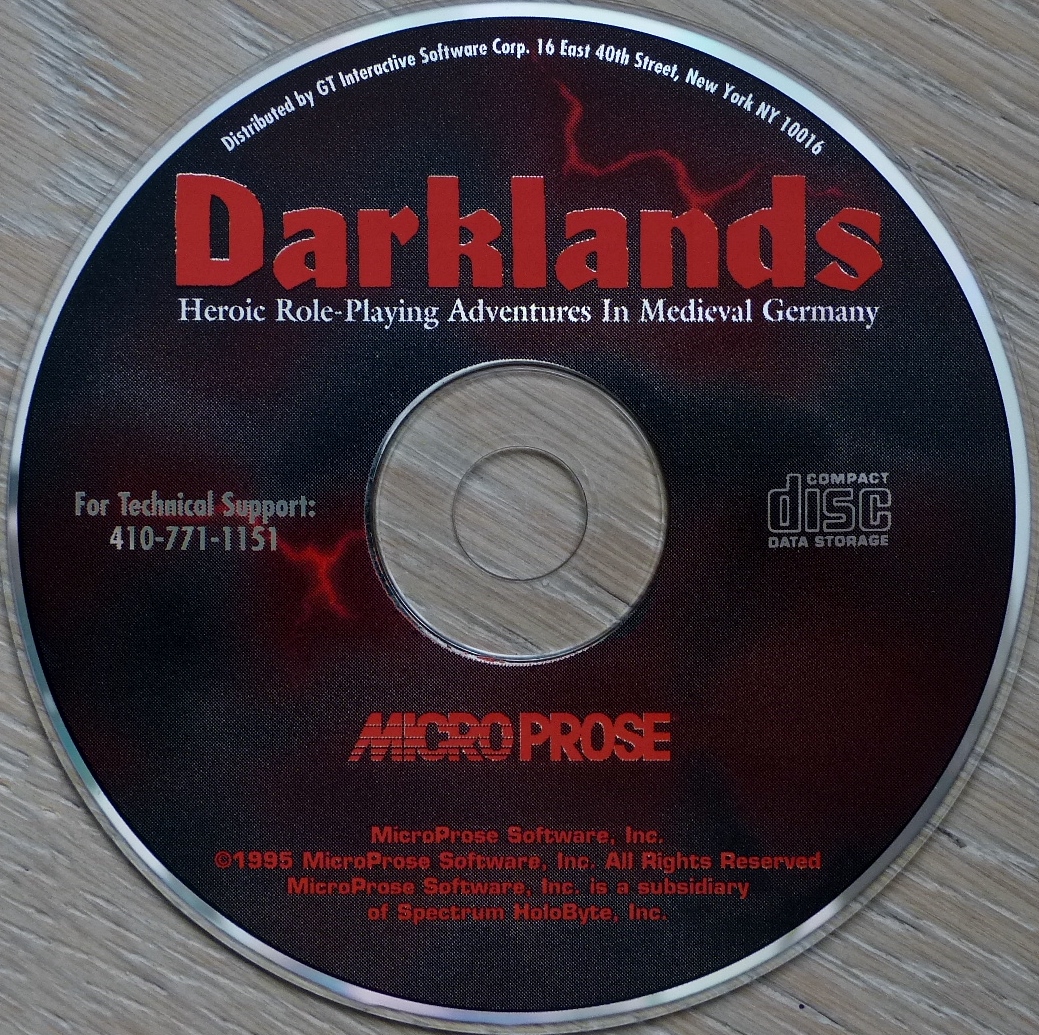 Distributed by GT Interactive Software Corp. 16 East 40th Street, New York NY 10016
Darklands
Heroic Role-Playing Adventures In Medieval Germany
For Technical Support:
410-771-1151
COMPACT
disc
DATA STORAGE
MICROPROSE
MicroProse Software, Inc.
©1995 MicroProse Software, Inc. All Rights Reserved
MicroProse Software, Inc. is a subsidiary
of Spectrum HoloByte, Inc.